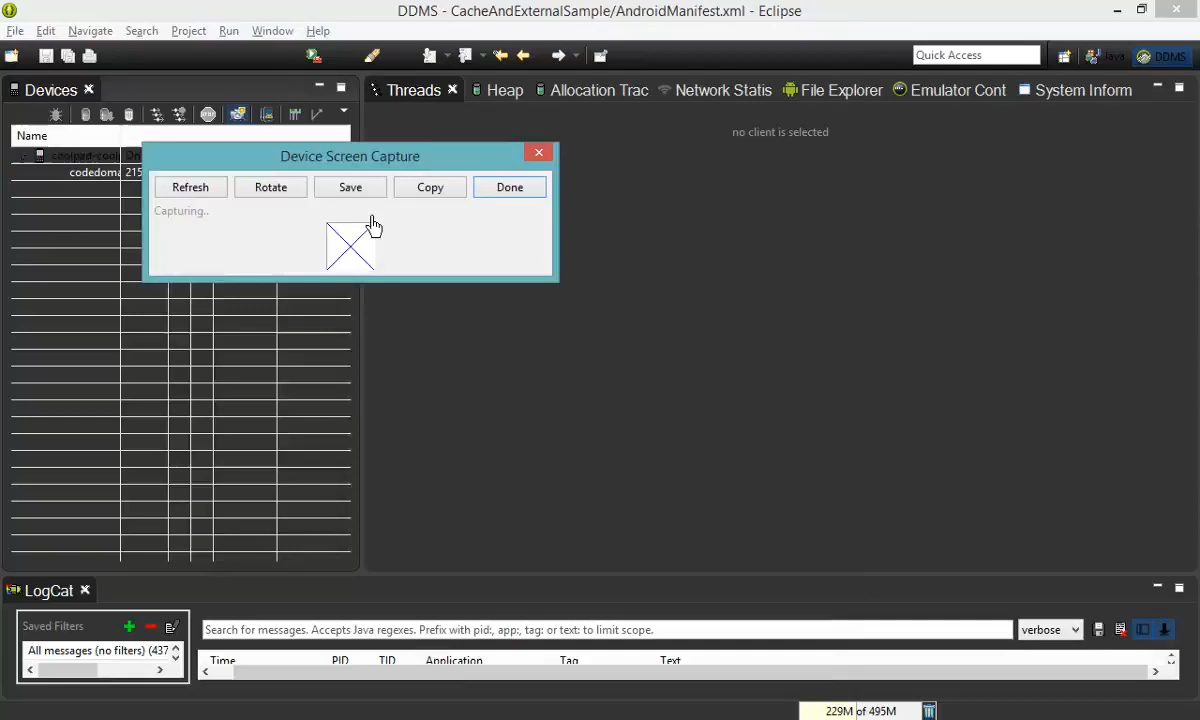 DDMS - CacheAndExternalSample/AndroidManifest.xml - Eclipse
File Edit Navigate Search Project Run Window Help
Quick Access
Java
DDMS
Devices
Threads
Heap
Allocation Trac
Network Statis
File Explorer
Emulator Cont
System Inform
Name
no client is selected
codedoma 215
Device Screen Capture
Refresh Rotate Save Copy Done
Capturing..
LogCat
Saved Filters
All messages (no filters) (437
Search for messages. Accepts Java regexes. Prefix with pid:, app:, tag: or text: to limit scope.
verbose
Time PID TID Application Tag Text
229M of 495M